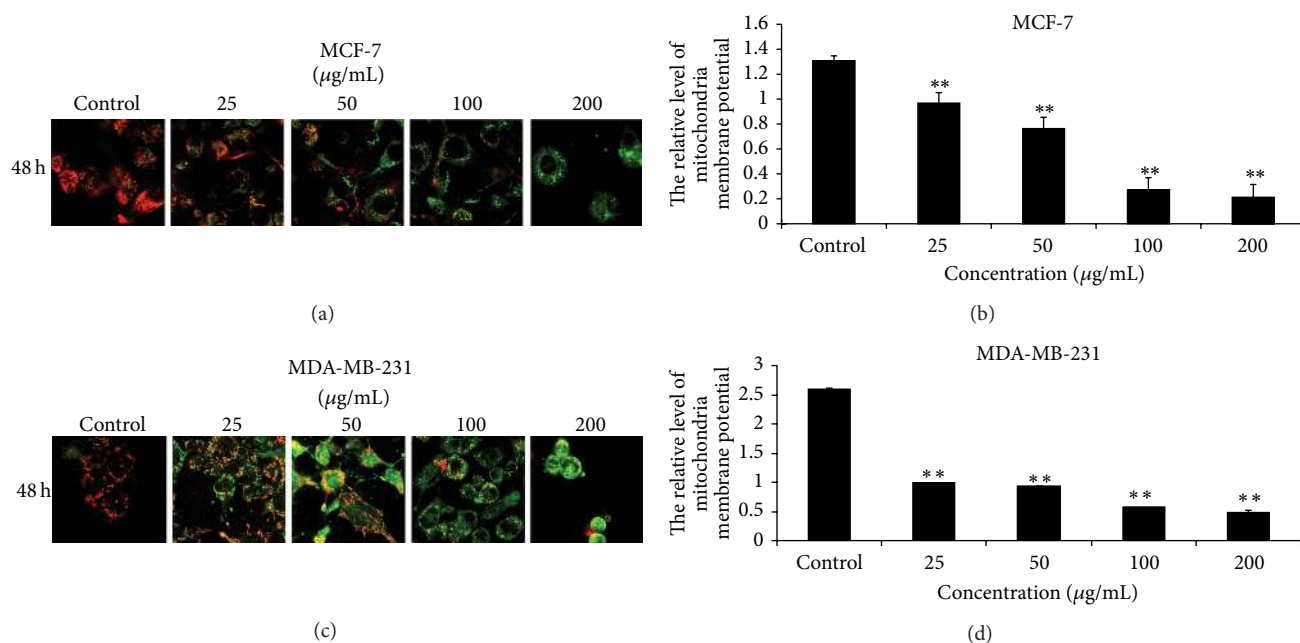 MCF-7
(μg/mL)
Control 25 50 100 200
48 h
(a)
MCF-7
The relative level of
mitochondria
membrane potential
1.6
1.4
1.2
1
0.8
0.6
0.4
0.2
0
** ** ** **
Control 25 50 100 200
Concentration (μg/mL)
(b)
MDA-MB-231
(μg/mL)
Control 25 50 100 200
48 h
(c)
MDA-MB-231
The relative level of
mitochondria
membrane potential
3
2.5
2
1.5
1
0.5
0
** ** ** **
Control 25 50 100 200
Concentration (μg/mL)
(d)